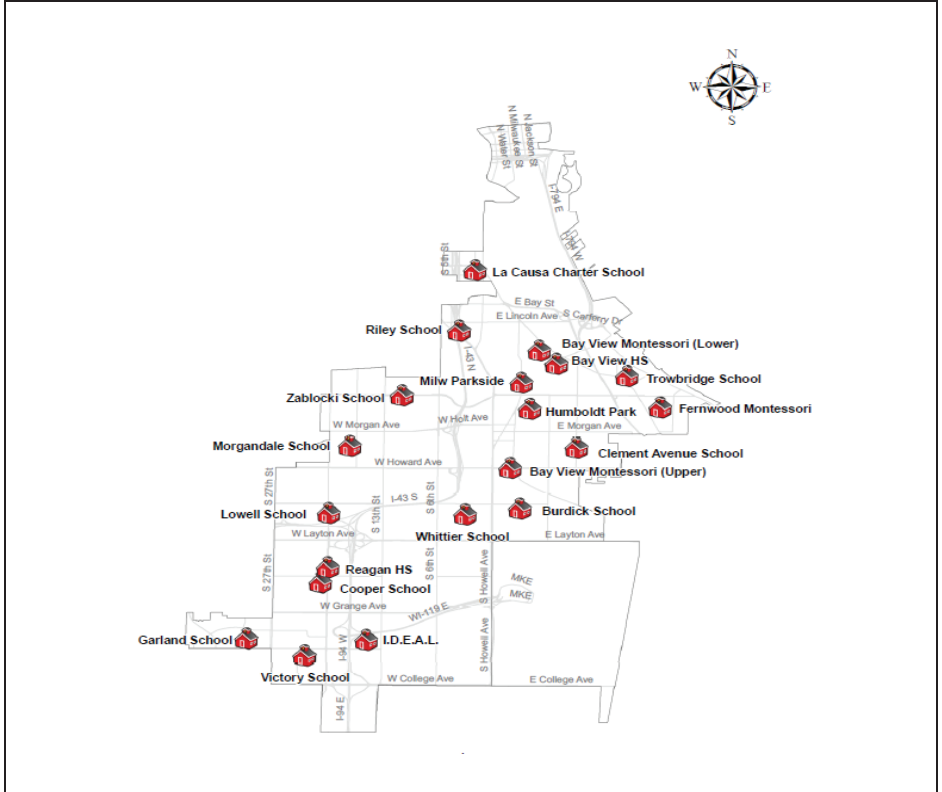 N
W E
S
N Jackson St
N Milwaukee St
N Water St
I-794 E
I-794 W
S 5th St
La Causa Charter School
E Bay St
E Lincoln Ave
S Carferry Dr
Riley School
I-43 N
Bay View Montessori (Lower)
Bay View HS
Milw Parkside
Trowbridge School
Zablocki School
Humboldt Park
Fernwood Montessori
W Holt Ave
W Morgan Ave
E Morgan Ave
Morgandale School
Clement Avenue School
W Howard Ave
Bay View Montessori (Upper)
S 27th St
I-43 S
S 13th St
S 6th St
Lowell School
Burdick School
W Layton Ave
Whittier School
E Layton Ave
S 27th St
Reagan HS
S 6th St
S Howell Ave
MKE
Cooper School
MKE
W Grange Ave
WI-119 E
Garland School
I-94 W
I.D.E.A.L.
S Howell Ave
Victory School
W College Ave
E College Ave
I-94 E